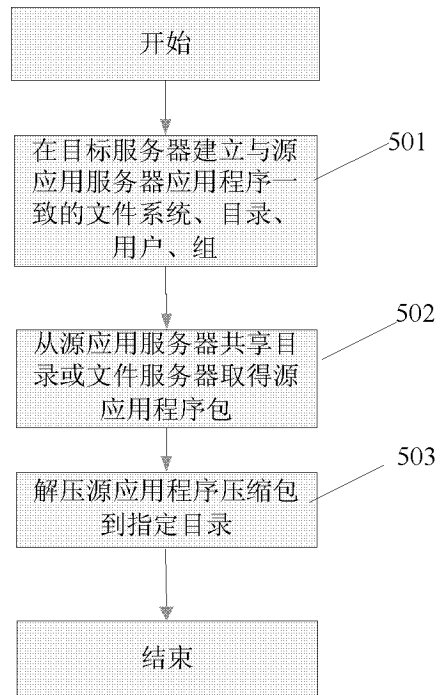 开始
在目标服务器建立与源
应用服务器应用程序一
致的文件系统、目录、
用户、组
501
从源应用服务器共享目
录或文件服务器取得源
应用程序包
502
解压源应用程序压缩包
到指定目录
503
结束